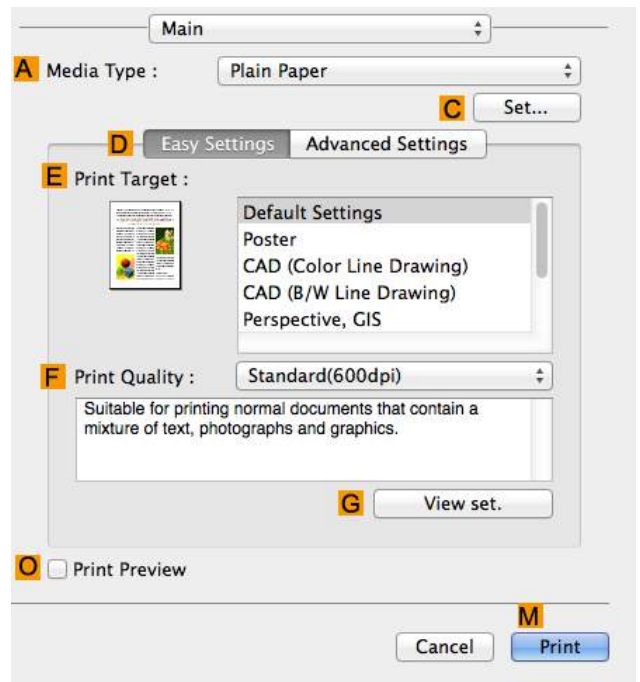 Main
A Media Type : Plain Paper
C Set...
D Easy Settings Advanced Settings
E Print Target :
Default Settings
Poster
CAD (Color Line Drawing)
CAD (B/W Line Drawing)
Perspective, GIS
F Print Quality : Standard(600dpi)
Suitable for printing normal documents that contain a
mixture of text, photographs and graphics.
G View set.
O Print Preview
M
Cancel Print